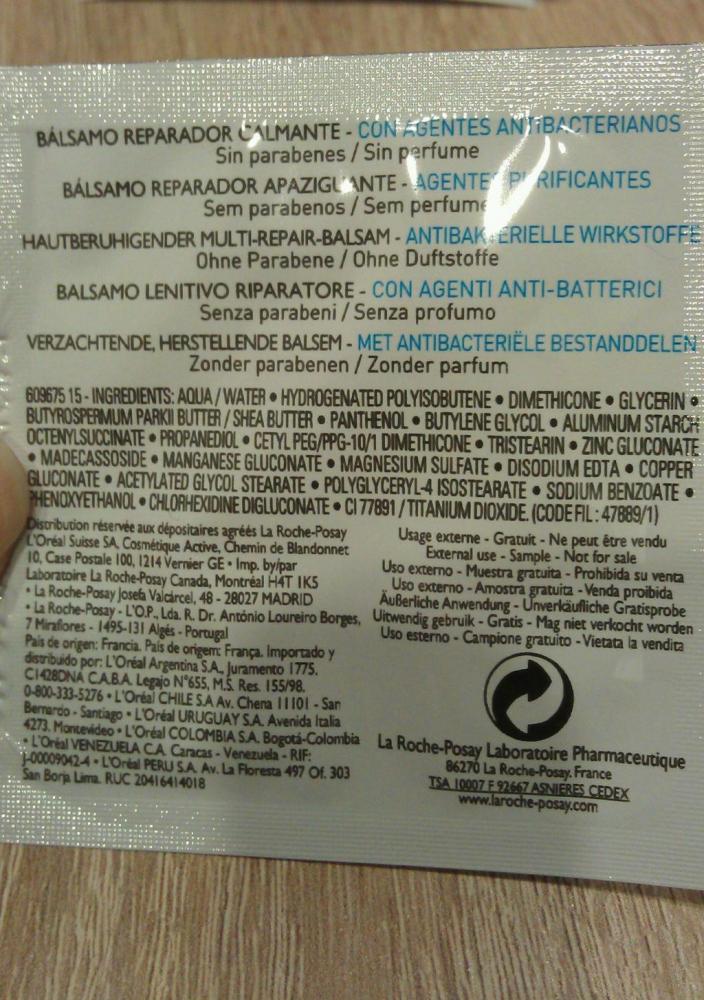 BÁLSAMO REPARADOR CALMANTE - CON AGENTES ANTIBACTERIANOS
Sin parabenes / Sin perfume
BÁLSAMO REPARADOR APAZIGUANTE - AGENTES PURIFICANTES
Sem parabenos / Sem perfume
HAUTBERUHIGENDER MULTI-REPAIR-BALSAM - ANTIBAKTERIELLE WIRKSTOFFE
Ohne Parabene / Ohne Duftstoffe
BALSAMO LENITIVO RIPARATORE - CON AGENTI ANTI-BATTERICI
Senza parabeni / Senza profumo
VERZACHTENDE, HERSTELLENDE BALSEM - MET ANTIBACTERIËLE BESTANDDELEN
Zonder parabenen / Zonder parfum
609675 15 - INGREDIENTS: AQUA / WATER • HYDROGENATED POLYISOBUTENE • DIMETHICONE • GLYCERIN •
BUTYROSPERMUM PARKII BUTTER / SHEA BUTTER • PANTHENOL • BUTYLENE GLYCOL • ALUMINUM STARCH
OCTENYLSUCCINATE • PROPANEDIOL • CETYL PEG/PPG-10/1 DIMETHICONE • TRISTEARIN • ZINC GLUCONATE
• MADECASSOSIDE • MANGANESE GLUCONATE • MAGNESIUM SULFATE • DISODIUM EDTA • COPPER
GLUCONATE • ACETYLATED GLYCOL STEARATE • POLYGLYCERYL-4 ISOSTEARATE • SODIUM BENZOATE •
PHENOXYETHANOL • CHLORHEXIDINE DIGLUCONATE • CI 77891 / TITANIUM DIOXIDE. (CODE FIL : 47889/1)
Distribution réservée aux dépositaires agréés La Roche-Posay
L'Oréal Suisse SA, Cosmétique Active, Chemin de Blandonnet
10, Case Postale 100, 1214 Vernier GE • Imp. by/par
Laboratoire La Roche-Posay Canada, Montréal H4T 1K5
• La Roche-Posay Josefa Valcárcel, 48 - 28027 MADRID
• La Roche-Posay - L'O.P., Lda. R. Dr. António Loureiro Borges,
7 Miraflores - 1495-131 Algés - Portugal
País de origen: Francia. País de origem: França. Importado y
distribuido por: L'Oréal Argentina S.A., Juramento 1775.
C1428DNA C.A.B.A. Legajo N°655, M.S. Res. 155/98.
0-800-333-5276 • L'Oréal CHILE S.A Av. Chena 11101 - San
Bernardo - Santiago • L'Oréal URUGUAY S.A. Avenida Italia
4273. Montevideo • L'Oréal COLOMBIA S.A. Bogotá-Colombia
• L'Oréal VENEZUELA C.A. Caracas - Venezuela - RIF:
J-00009042-4 • L'Oréal PERU S.A. Av. La Floresta 497 Of. 303
San Borja Lima. RUC 20416414018
Usage externe - Gratuit - Ne peut être vendu
External use - Sample - Not for sale
Uso externo - Muestra gratuita - Prohibida su venta
Uso externo - Amostra gratuita - Venda proibida
Äußerliche Anwendung - Unverkäufliche Gratisprobe
Uitwendig gebruik - Gratis - Mag niet verkocht worden
Uso esterno - Campione gratuito - Vietata la vendita
La Roche-Posay Laboratoire Pharmaceutique
86270 La Roche-Posay. France
TSA 10007 F 92667 ASNIERES CEDEX
www.laroche-posay.com